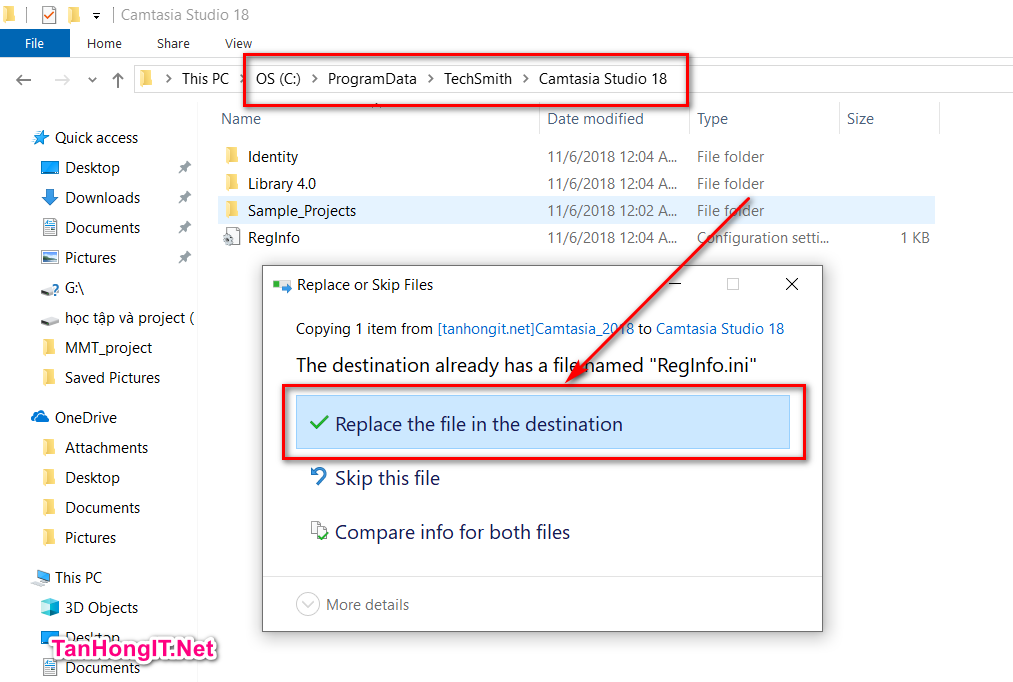 Camtasia Studio 18
File Home Share View
This PC OS (C:) ProgramData TechSmith Camtasia Studio 18
Name Date modified Type Size
Quick access
Desktop
Downloads
Documents
Pictures
G:\
học tập và project (
MMT_project
Saved Pictures
OneDrive
Attachments
Desktop
Documents
Pictures
This PC
3D Objects
Desktop
Documents
Identity 11/6/2018 12:04 A... File folder
Library 4.0 11/6/2018 12:04 A... File folder
Sample_Projects 11/6/2018 12:02 A... File folder
RegInfo 11/6/2018 12:04 A... Configuration setti... 1 KB
Replace or Skip Files
Copying 1 item from [tanhongit.net]Camtasia_2018 to Camtasia Studio 18
The destination already has a file named "RegInfo.ini"
Replace the file in the destination
Skip this file
Compare info for both files
More details
TanHongIT.Net